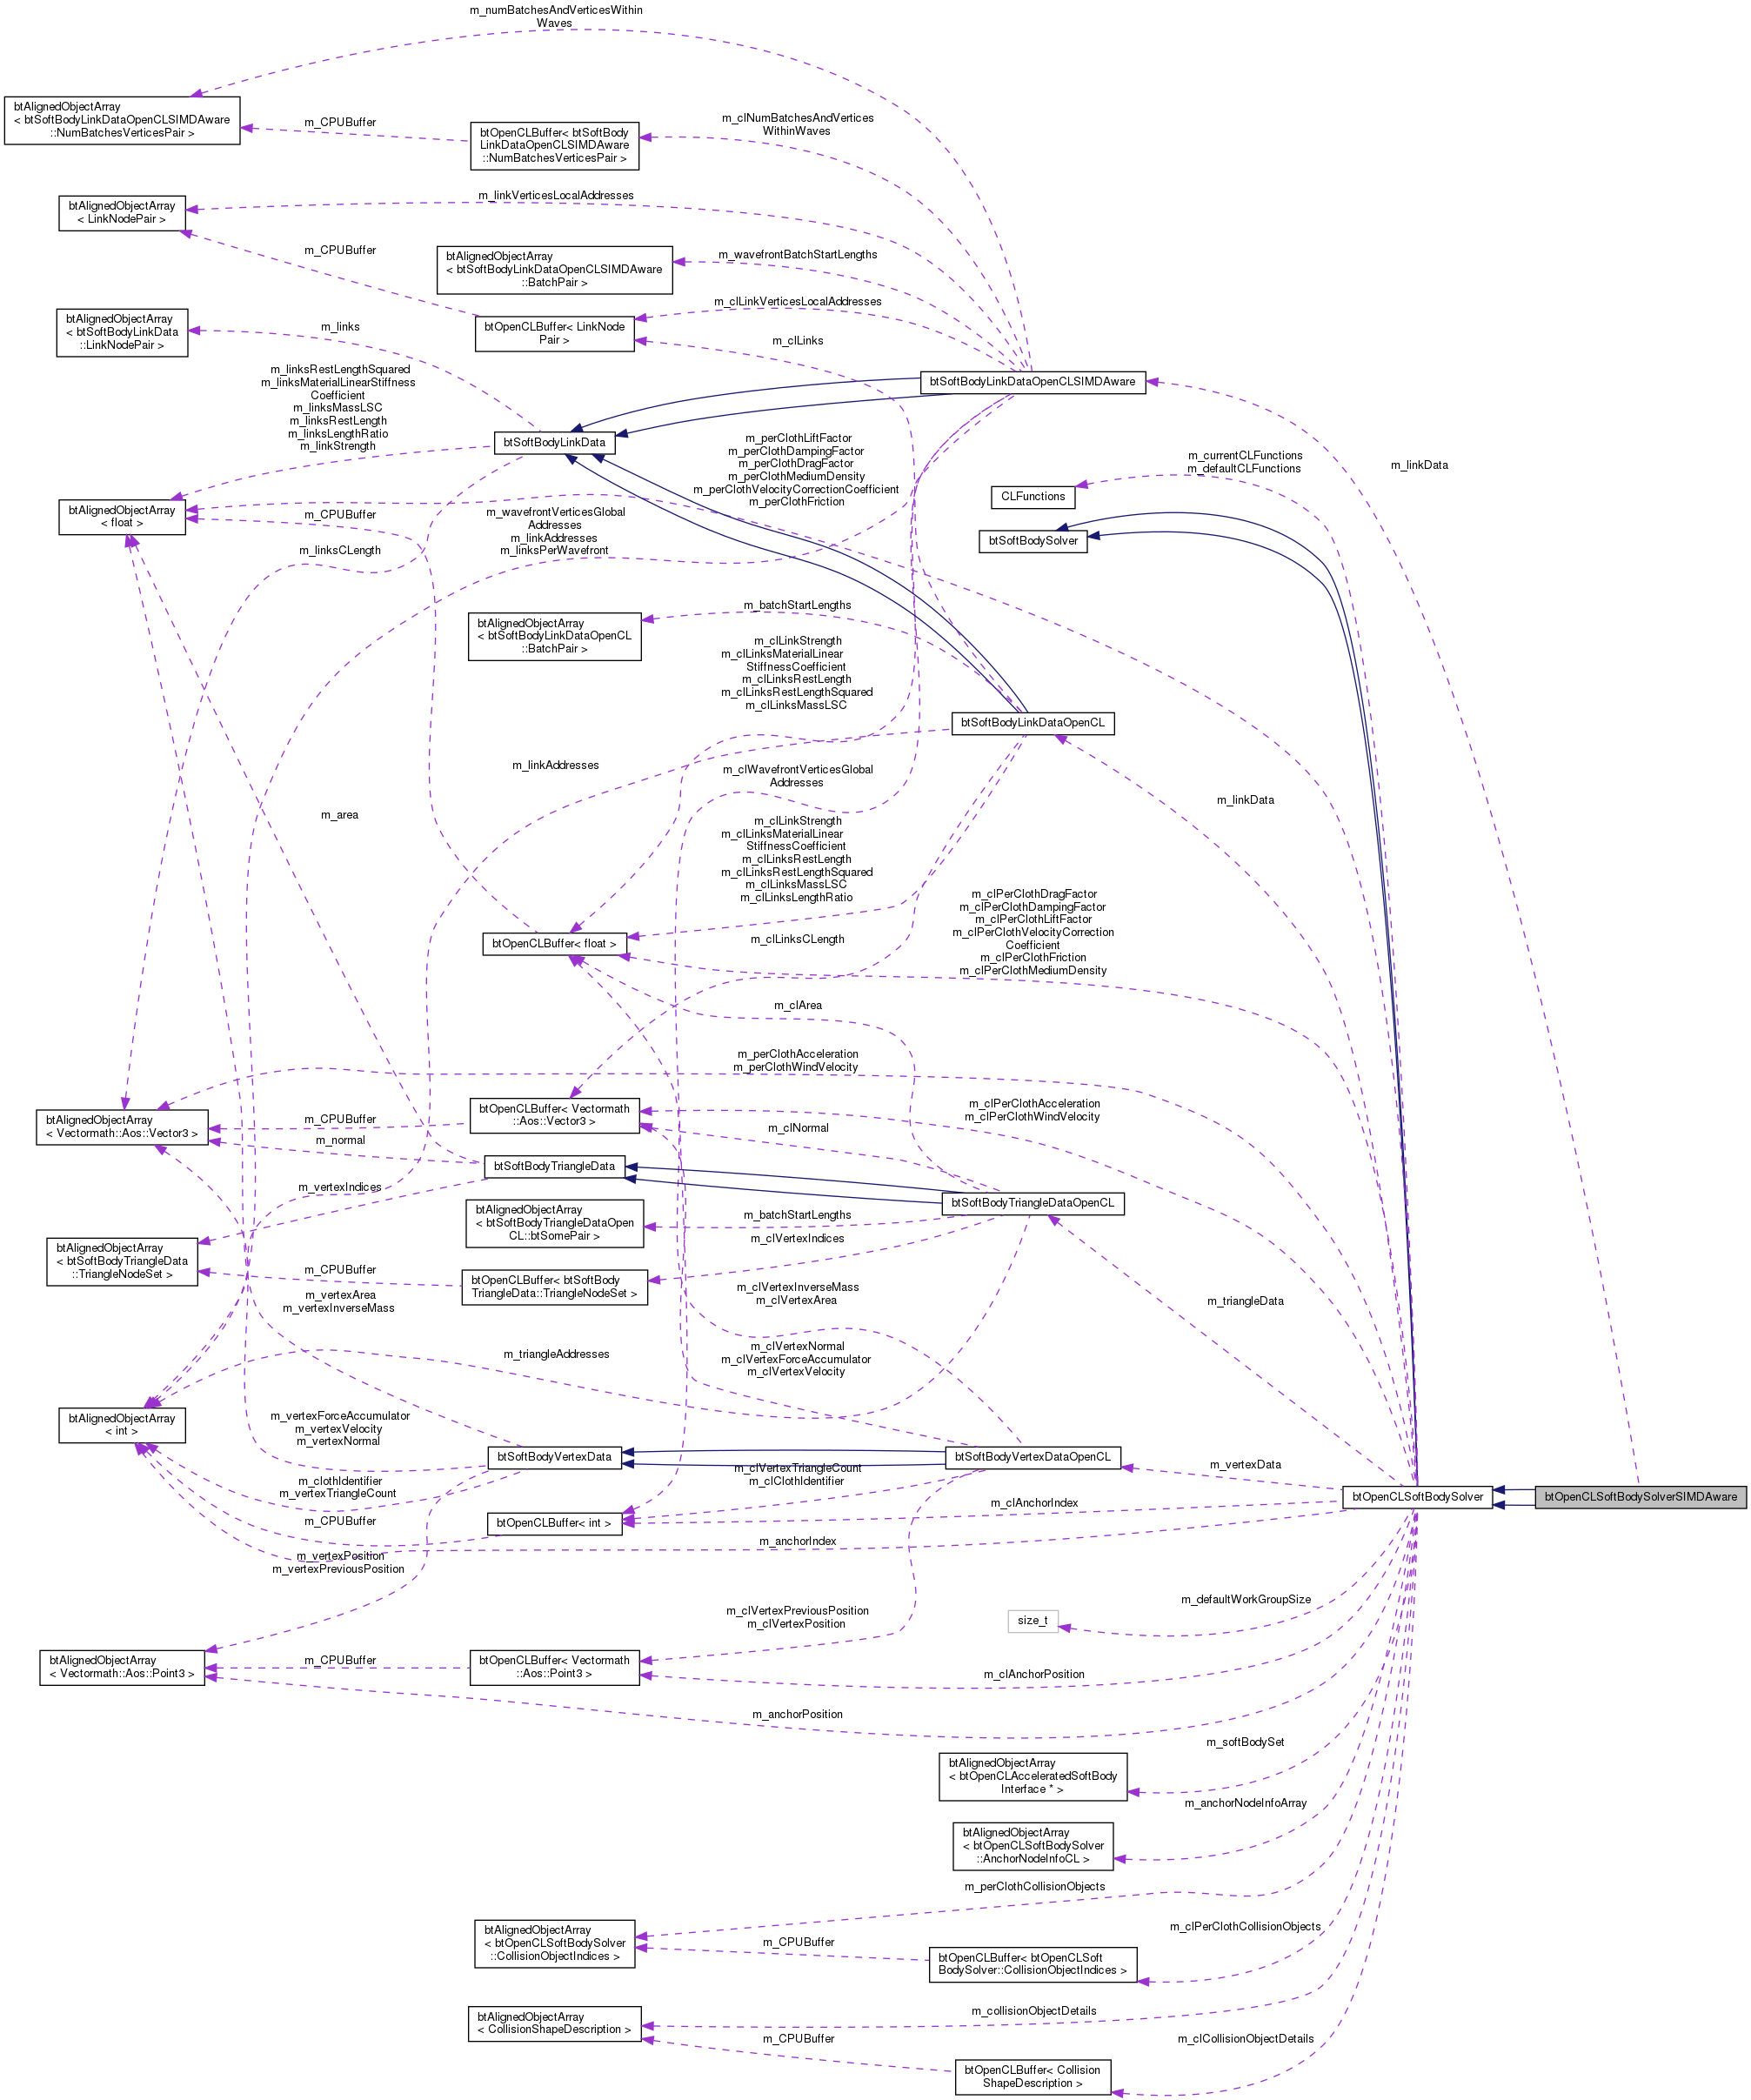 m_numBatchesAndVerticesWithin
Waves
btAlignedObjectArray
< btSoftBodyLinkDataOpenCLSIMDAware
::NumBatchesVerticesPair >
m_CPUBuffer
btOpenCLBuffer< btSoftBody
LinkDataOpenCLSIMDAware
::NumBatchesVerticesPair >
m_clNumBatchesAndVertices
WithinWaves
btAlignedObjectArray
< LinkNodePair >
m_linkVerticesLocalAddresses
m_CPUBuffer
btAlignedObjectArray
< btSoftBodyLinkDataOpenCLSIMDAware
::BatchPair >
m_wavefrontBatchStartLengths
btAlignedObjectArray
< btSoftBodyLinkData
::LinkNodePair >
m_links
btOpenCLBuffer< LinkNode
Pair >
m_clLinkVerticesLocalAddresses
m_clLinks
btSoftBodyLinkDataOpenCLSIMDAware
m_linksRestLengthSquared
m_linksMaterialLinearStiffness
Coefficient
m_linksMassLSC
m_linksRestLength
m_linksLengthRatio
m_linkStrength
btSoftBodyLinkData
m_perClothLiftFactor
m_perClothDampingFactor
m_perClothDragFactor
m_perClothMediumDensity
m_perClothVelocityCorrectionCoefficient
m_perClothFriction
m_currentCLFunctions
m_defaultCLFunctions
m_linkData
CLFunctions
btSoftBodySolver
btAlignedObjectArray
< float >
m_CPUBuffer
m_linksCLength
m_wavefrontVerticesGlobal
Addresses
m_linkAddresses
m_linksPerWavefront
btAlignedObjectArray
< btSoftBodyLinkDataOpenCL
::BatchPair >
m_batchStartLengths
m_clLinkStrength
m_clLinksMaterialLinear
StiffnessCoefficient
m_clLinksRestLength
m_clLinksRestLengthSquared
m_clLinksMassLSC
btSoftBodyLinkDataOpenCL
m_linkAddresses
m_clWavefrontVerticesGlobal
Addresses
m_linkData
m_area
m_clLinkStrength
m_clLinksMaterialLinear
StiffnessCoefficient
m_clLinksRestLength
m_clLinksRestLengthSquared
m_clLinksMassLSC
m_clLinksLengthRatio
m_clPerClothDragFactor
m_clPerClothDampingFactor
m_clPerClothLiftFactor
m_clPerClothVelocityCorrection
Coefficient
m_clPerClothFriction
m_clPerClothMediumDensity
btOpenCLBuffer< float >
m_clLinksCLength
m_clArea
m_perClothAcceleration
m_perClothWindVelocity
btAlignedObjectArray
< Vectormath::Aos::Vector3 >
m_CPUBuffer
m_normal
btOpenCLBuffer< Vectormath
::Aos::Vector3 >
m_clNormal
m_clPerClothAcceleration
m_clPerClothWindVelocity
btSoftBodyTriangleData
m_vertexIndices
btSoftBodyTriangleDataOpenCL
btAlignedObjectArray
< btSoftBodyTriangleDataOpen
CL::btSomePair >
m_batchStartLengths
m_clVertexIndices
btAlignedObjectArray
< btSoftBodyTriangleData
::TriangleNodeSet >
m_CPUBuffer
btOpenCLBuffer< btSoftBody
TriangleData::TriangleNodeSet >
m_vertexArea
m_vertexInverseMass
m_clVertexInverseMass
m_clVertexArea
m_triangleData
m_triangleAddresses
m_clVertexNormal
m_clVertexForceAccumulator
m_clVertexVelocity
btAlignedObjectArray
< int >
m_vertexForceAccumulator
m_vertexVelocity
m_vertexNormal
btSoftBodyVertexData
btSoftBodyVertexDataOpenCL
m_vertexData
m_clothIdentifier
m_vertexTriangleCount
m_clVertexTriangleCount
m_clClothIdentifier
btOpenCLSoftBodySolver
btOpenCLSoftBodySolverSIMDAware
m_CPUBuffer
btOpenCLBuffer< int >
m_clAnchorIndex
m_anchorIndex
m_vertexPosition
m_vertexPreviousPosition
m_clVertexPreviousPosition
m_clVertexPosition
m_defaultWorkGroupSize
size_t
btAlignedObjectArray
< Vectormath::Aos::Point3 >
m_CPUBuffer
btOpenCLBuffer< Vectormath
::Aos::Point3 >
m_clAnchorPosition
m_anchorPosition
m_softBodySet
btAlignedObjectArray
< btOpenCLAcceleratedSoftBody
Interface * >
m_anchorNodeInfoArray
btAlignedObjectArray
< btOpenCLSoftBodySolver
::AnchorNodeInfoCL >
m_perClothCollisionObjects
btAlignedObjectArray
< btOpenCLSoftBodySolver
::CollisionObjectIndices >
m_CPUBuffer
m_clPerClothCollisionObjects
btOpenCLBuffer< btOpenCLSoft
BodySolver::CollisionObjectIndices >
btAlignedObjectArray
< CollisionShapeDescription >
m_collisionObjectDetails
m_CPUBuffer
m_clCollisionObjectDetails
btOpenCLBuffer< Collision
ShapeDescription >